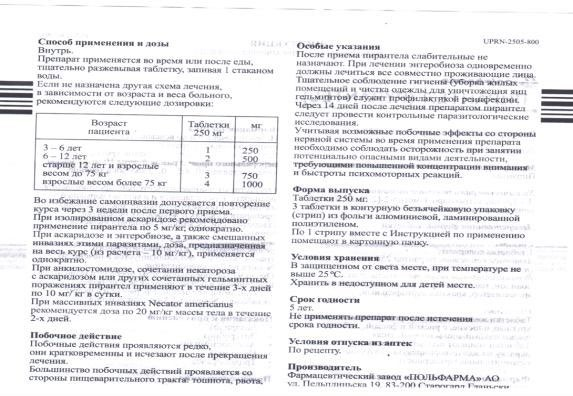 Способ применения и дозы
Внутрь.
Препарат применяется во время или после еды,
тщательно разжевывая таблетку, запивая 1 стаканом
воды.
Если не назначена другая схема лечения,
в зависимости от возраста и веса больного,
рекомендуются следующие дозировки:
Возраст пациента Таблетки 250 мг мг
3 – 6 лет 1 250
6 – 12 лет 2 500
старше 12 лет и взрослые
весом до 75 кг 3 750
взрослые весом более 75 кг 4 1000
Во избежание самоинвазии допускается повторение
курса через 3 недели после первого приема.
При изолированном аскаридозе рекомендовано
применение пирантела по 5 мг/кг; однократно.
При аскаридозе и энтеробиозе, а также смешанных
инвазиях этими паразитами, доза, предназначенная
на весь курс (из расчета – 10 мг/кг), применяется
однократно.
При анкилостомидозе, сочетании некатороза
с аскаридозом или других сочетанных гельминтных
поражениях пирантел применяют в течение 3-х дней
по 10 мг/ кг в сутки.
При массивных инвазиях Necator americanus
рекомендуется доза по 20 мг/кг массы тела в течение
2-х дней.
Побочное действие
Побочные действия проявляются редко,
они кратковременны и исчезают после прекращения
лечения.
Большинство побочных действий проявляется со
стороны пищеварительного тракта: тошнота, рвота,
UPRN-2505-800
Особые указания
После приема пирантела слабительные не
назначают. При лечении энтеробиоза одновременно
должны лечиться все совместно проживающие лица.
Тщательное соблюдение гигиены (уборка жилых
помещений и чистка одежды для уничтожения яиц
гельминтов) служит профилактикой реинфекции.
Через 14 дней после лечения препаратом пирантел
следует провести контрольные паразитологические
исследования.
Учитывая возможные побочные эффекты со стороны
нервной системы во время применения препарата
необходимо соблюдать осторожность при занятии
потенциально опасными видами деятельности,
требующими повышенной концентрации внимания
и быстроты психомоторных реакций.
Форма выпуска
Таблетки 250 мг.
3 таблетки в контурную безъячейковую упаковку
(стрип) из фольги алюминиевой, ламинированной
полиэтиленом.
По 1 стрипу вместе с Инструкцией по применению
помещают в картонную пачку.
Условия хранения
В защищенном от света месте, при температуре не
выше 25°С.
Хранить в недоступном для детей месте.
Срок годности
5 лет.
Не применять препарат после истечения
срока годности.
Условия отпуска из аптек
По рецепту.
Производитель
Фармацевтический завод «ПОЛЬФАРМА» АО
ул. Пельплиньска 19, 83-200 Старогард Гданьски